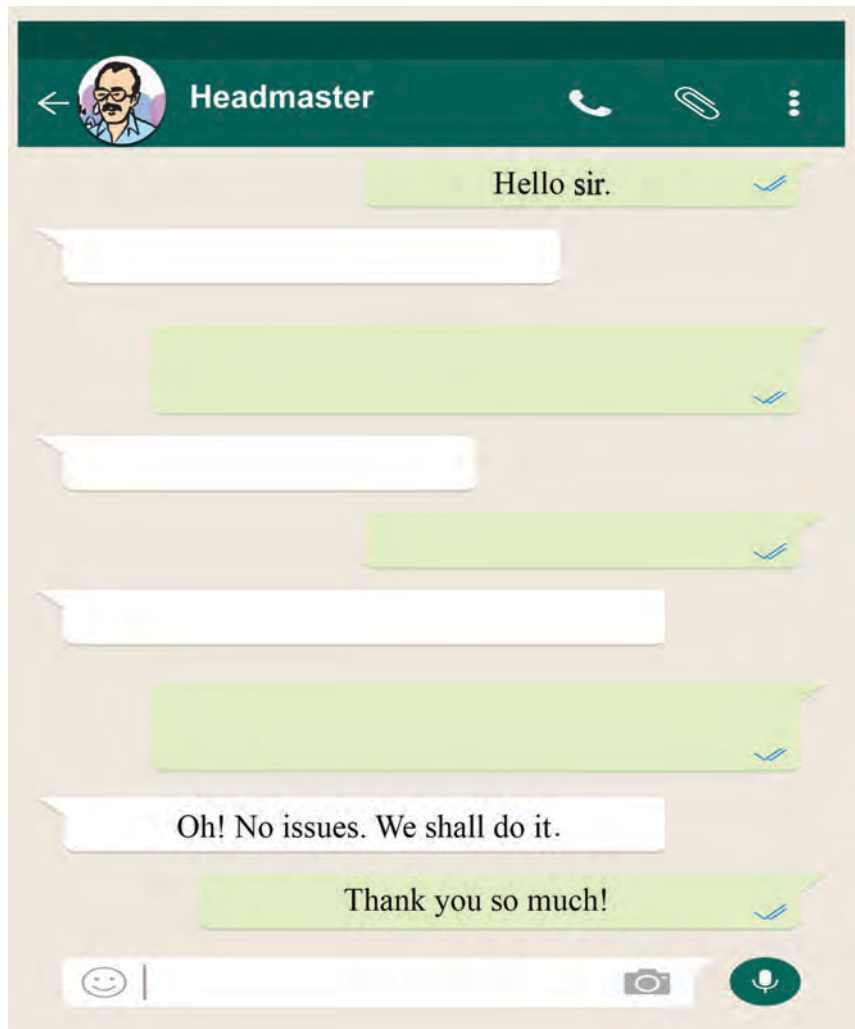 Headmaster
Hello sir.
Oh! No issues. We shall do it.
Thank you so much!